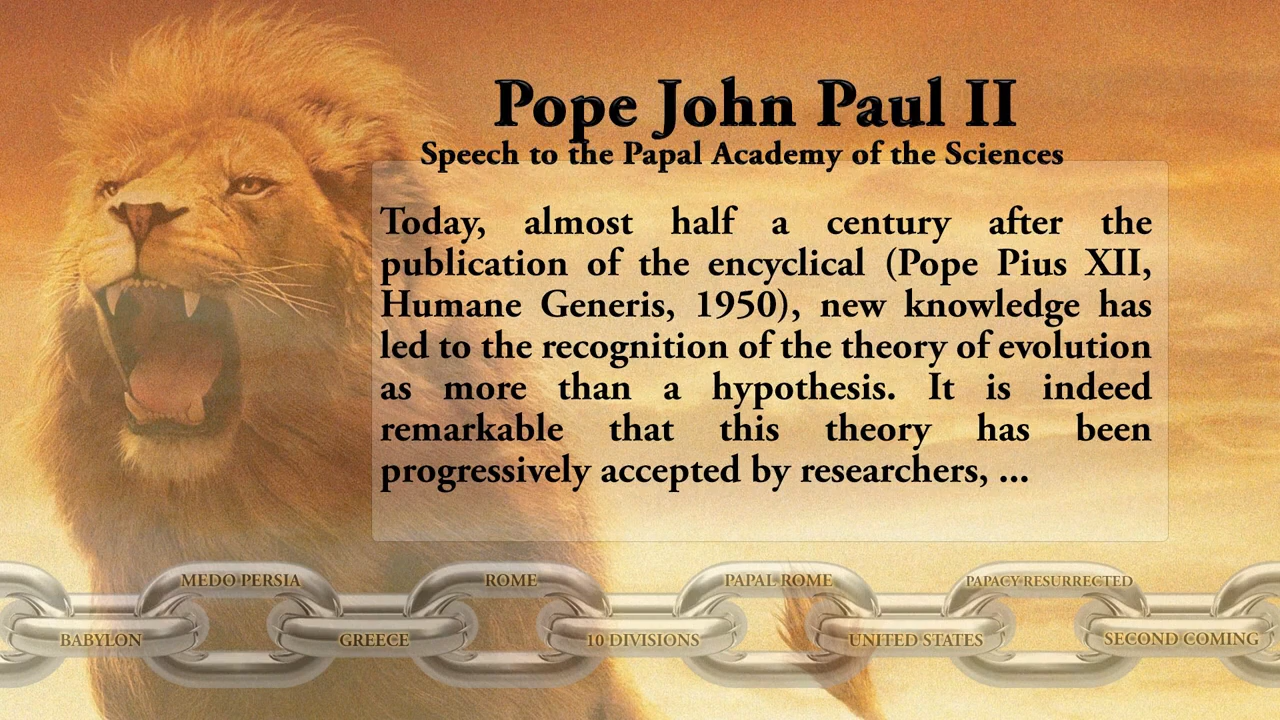 Pope John Paul II
Speech to the Papal Academy of the Sciences
Today, almost half a century after the
publication of the encyclical (Pope Pius XII,
Humane Generis, 1950), new knowledge has
led to the recognition of the theory of evolution
as more than a hypothesis. It is indeed
remarkable that this theory has been
progressively accepted by researchers, ...
MEDO PERSIA
ROME
PAPAL ROME
PAPACY RESURRECTED
BABYLON
GREECE
10 DIVISIONS
UNITED STATES
SECOND COMING